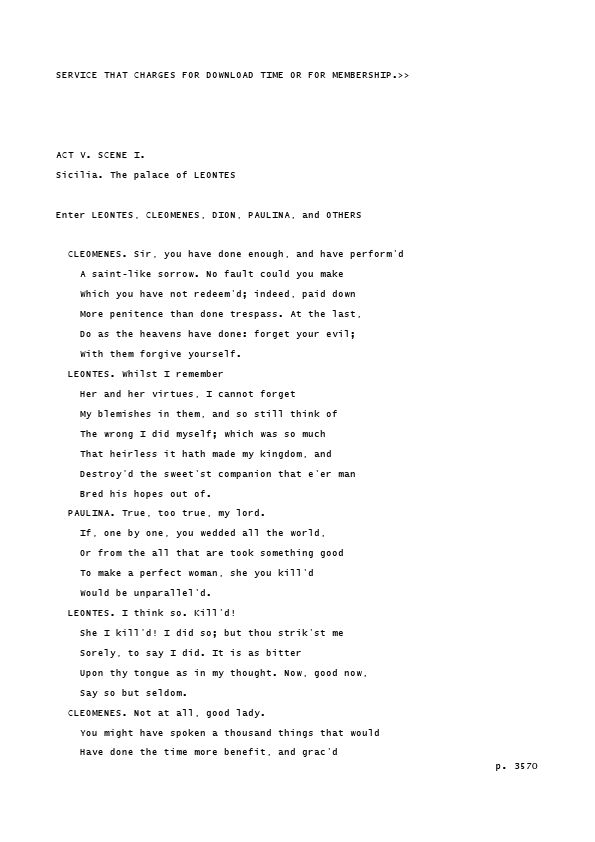 SERVICE THAT CHARGES FOR DOWNLOAD TIME OR FOR MEMBERSHIP.>>
ACT V. SCENE I.
Sicilia. The palace of LEONTES
Enter LEONTES, CLEOMENES, DION, PAULINA, and OTHERS
CLEOMENES. Sir, you have done enough, and have perform'd
A saint-like sorrow. No fault could you make
Which you have not redeem'd; indeed, paid down
More penitence than done trespass. At the last,
Do as the heavens have done: forget your evil;
With them forgive yourself.
LEONTES. Whilst I remember
Her and her virtues, I cannot forget
My blemishes in them, and so still think of
The wrong I did myself; which was so much
That heirless it hath made my kingdom, and
Destroy'd the sweet'st companion that e'er man
Bred his hopes out of.
PAULINA. True, too true, my lord.
If, one by one, you wedded all the world,
Or from the all that are took something good
To make a perfect woman, she you kill'd
Would be unparallel'd.
LEONTES. I think so. Kill'd!
She I kill'd! I did so; but thou strik'st me
Sorely, to say I did. It is as bitter
Upon thy tongue as in my thought. Now, good now,
Say so but seldom.
CLEOMENES. Not at all, good lady.
You might have spoken a thousand things that would
Have done the time more benefit, and grac'd
p. 3570